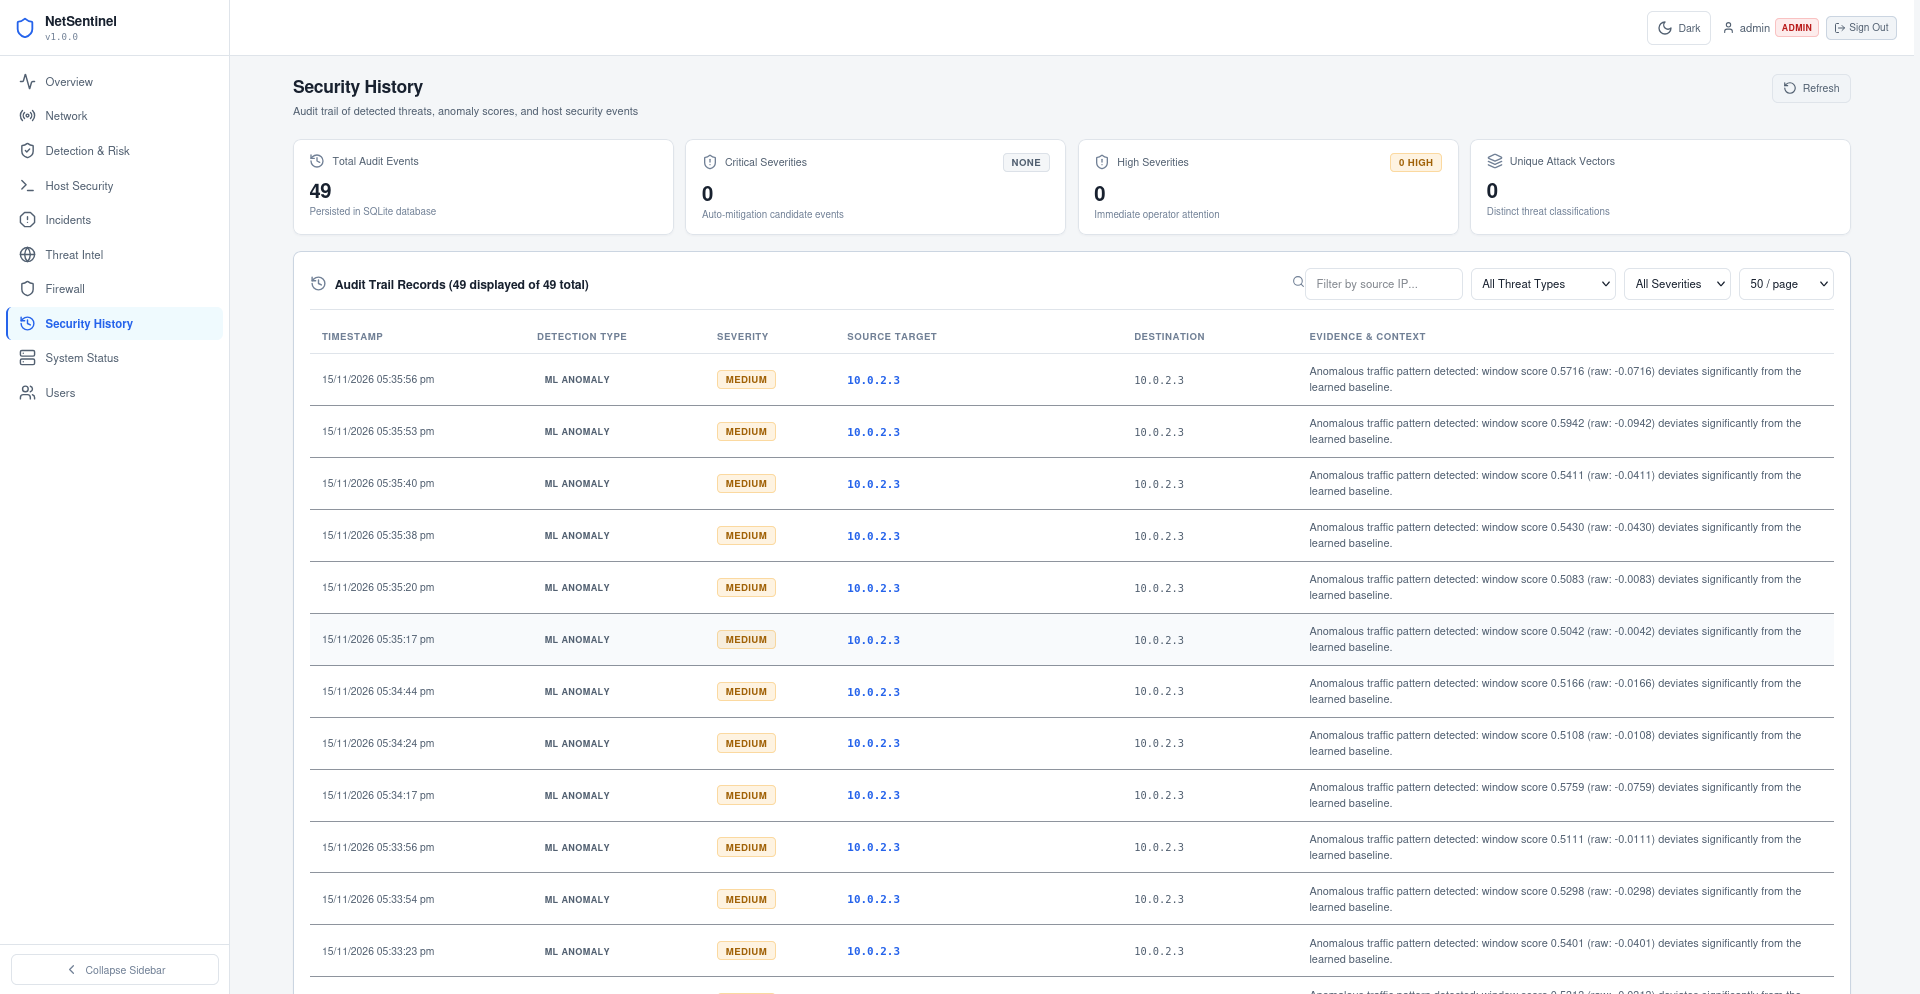 NetSentinel
v1.0.0
Dark
admin
ADMIN
Sign Out
Overview
Network
Detection & Risk
Host Security
Incidents
Threat Intel
Firewall
Security History
System Status
Users
Collapse Sidebar
Security History
Audit trail of detected threats, anomaly scores, and host security events
Refresh
Total Audit Events
49
Persisted in SQLite database
Critical Severities
NONE
0
Auto-mitigation candidate events
High Severities
0 HIGH
0
Immediate operator attention
Unique Attack Vectors
0
Distinct threat classifications
Audit Trail Records (49 displayed of 49 total)
Filter by source IP...
All Threat Types
All Severities
50 / page
TIMESTAMP DETECTION TYPE SEVERITY SOURCE TARGET DESTINATION EVIDENCE & CONTEXT
15/11/2026 05:35:56 pm ML ANOMALY MEDIUM 10.0.2.3 10.0.2.3 Anomalous traffic pattern detected: window score 0.5716 (raw: -0.0716) deviates significantly from the
learned baseline.
15/11/2026 05:35:53 pm ML ANOMALY MEDIUM 10.0.2.3 10.0.2.3 Anomalous traffic pattern detected: window score 0.5942 (raw: -0.0942) deviates significantly from the
learned baseline.
15/11/2026 05:35:40 pm ML ANOMALY MEDIUM 10.0.2.3 10.0.2.3 Anomalous traffic pattern detected: window score 0.5411 (raw: -0.0411) deviates significantly from the
learned baseline.
15/11/2026 05:35:38 pm ML ANOMALY MEDIUM 10.0.2.3 10.0.2.3 Anomalous traffic pattern detected: window score 0.5430 (raw: -0.0430) deviates significantly from the
learned baseline.
15/11/2026 05:35:20 pm ML ANOMALY MEDIUM 10.0.2.3 10.0.2.3 Anomalous traffic pattern detected: window score 0.5083 (raw: -0.0083) deviates significantly from the
learned baseline.
15/11/2026 05:35:17 pm ML ANOMALY MEDIUM 10.0.2.3 10.0.2.3 Anomalous traffic pattern detected: window score 0.5042 (raw: -0.0042) deviates significantly from the
learned baseline.
15/11/2026 05:34:44 pm ML ANOMALY MEDIUM 10.0.2.3 10.0.2.3 Anomalous traffic pattern detected: window score 0.5166 (raw: -0.0166) deviates significantly from the
learned baseline.
15/11/2026 05:34:24 pm ML ANOMALY MEDIUM 10.0.2.3 10.0.2.3 Anomalous traffic pattern detected: window score 0.5108 (raw: -0.0108) deviates significantly from the
learned baseline.
15/11/2026 05:34:17 pm ML ANOMALY MEDIUM 10.0.2.3 10.0.2.3 Anomalous traffic pattern detected: window score 0.5759 (raw: -0.0759) deviates significantly from the
learned baseline.
15/11/2026 05:33:56 pm ML ANOMALY MEDIUM 10.0.2.3 10.0.2.3 Anomalous traffic pattern detected: window score 0.5111 (raw: -0.0111) deviates significantly from the
learned baseline.
15/11/2026 05:33:54 pm ML ANOMALY MEDIUM 10.0.2.3 10.0.2.3 Anomalous traffic pattern detected: window score 0.5298 (raw: -0.0298) deviates significantly from the
learned baseline.
15/11/2026 05:33:23 pm ML ANOMALY MEDIUM 10.0.2.3 10.0.2.3 Anomalous traffic pattern detected: window score 0.5401 (raw: -0.0401) deviates significantly from the
learned baseline.